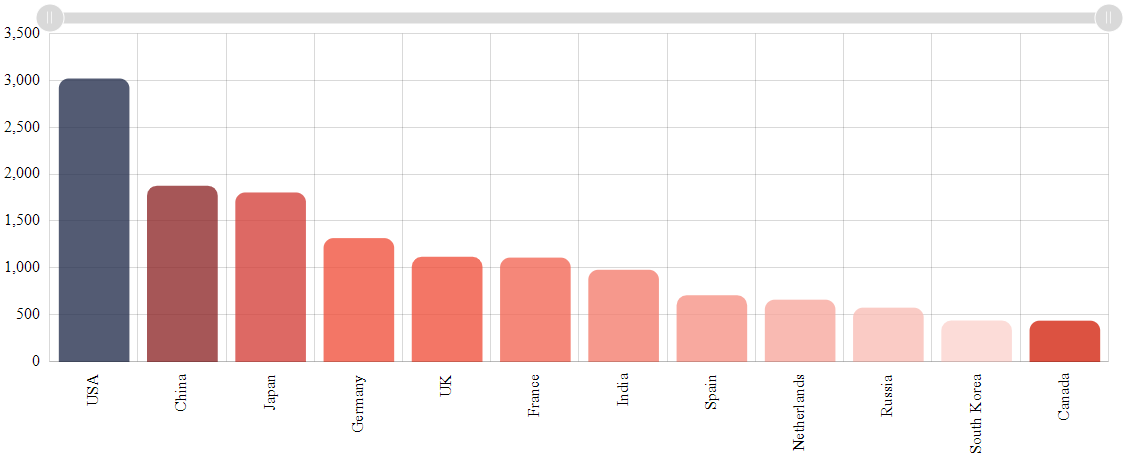 3,500
3,000
2,500
2,000
1,500
1,000
500
0
USA
China
Japan
Germany
UK
France
India
Spain
Netherlands
Russia
South Korea
Canada